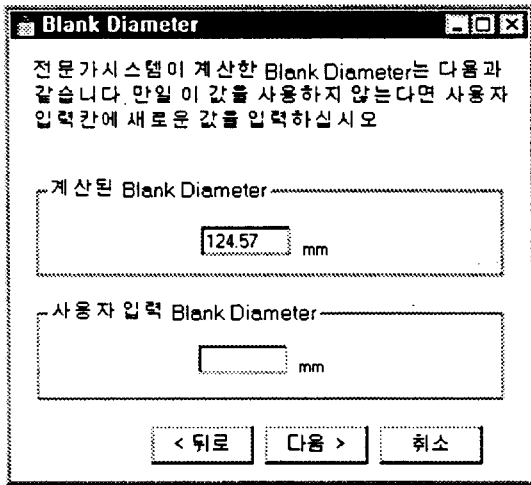 Blank Diameter
전문가시스템이 계산한 Blank Diameter는 다음과
같습니다. 만일 이 값을 사용하지 않는다면 사용자
입력칸에 새로운 값을 입력하십시오
계산된 Blank Diameter
124.57 mm
사용자 입력 Blank Diameter
mm
< 뒤로 다음 > 취소